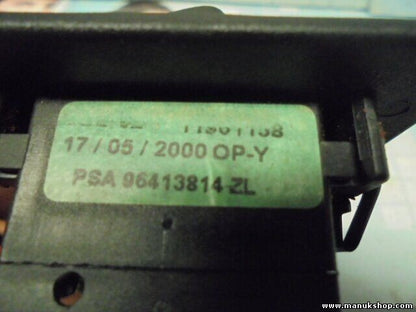 17 / 05 / 2000 OP-Y
PSA 96413814 ZL
www.manukshop.com